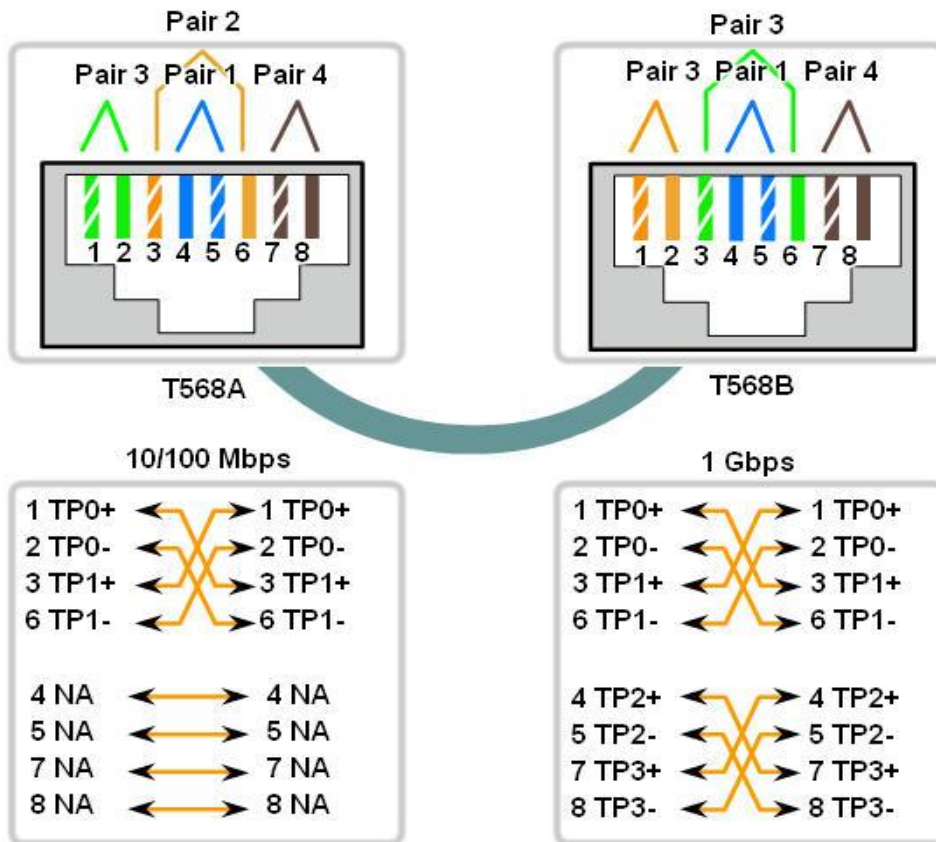 Pair 2
Pair 3 Pair 1 Pair 4
1 2 3 4 5 6 7 8
T568A
Pair 3
Pair 3 Pair 1 Pair 4
1 2 3 4 5 6 7 8
T568B
10/100 Mbps
1 TP0+ 1 TP0+
2 TP0- 2 TP0-
3 TP1+ 3 TP1+
6 TP1- 6 TP1-
4 NA 4 NA
5 NA 5 NA
7 NA 7 NA
8 NA 8 NA
1 Gbps
1 TP0+ 1 TP0+
2 TP0- 2 TP0-
3 TP1+ 3 TP1+
6 TP1- 6 TP1-
4 TP2+ 4 TP2+
5 TP2- 5 TP2-
7 TP3+ 7 TP3+
8 TP3- 8 TP3-